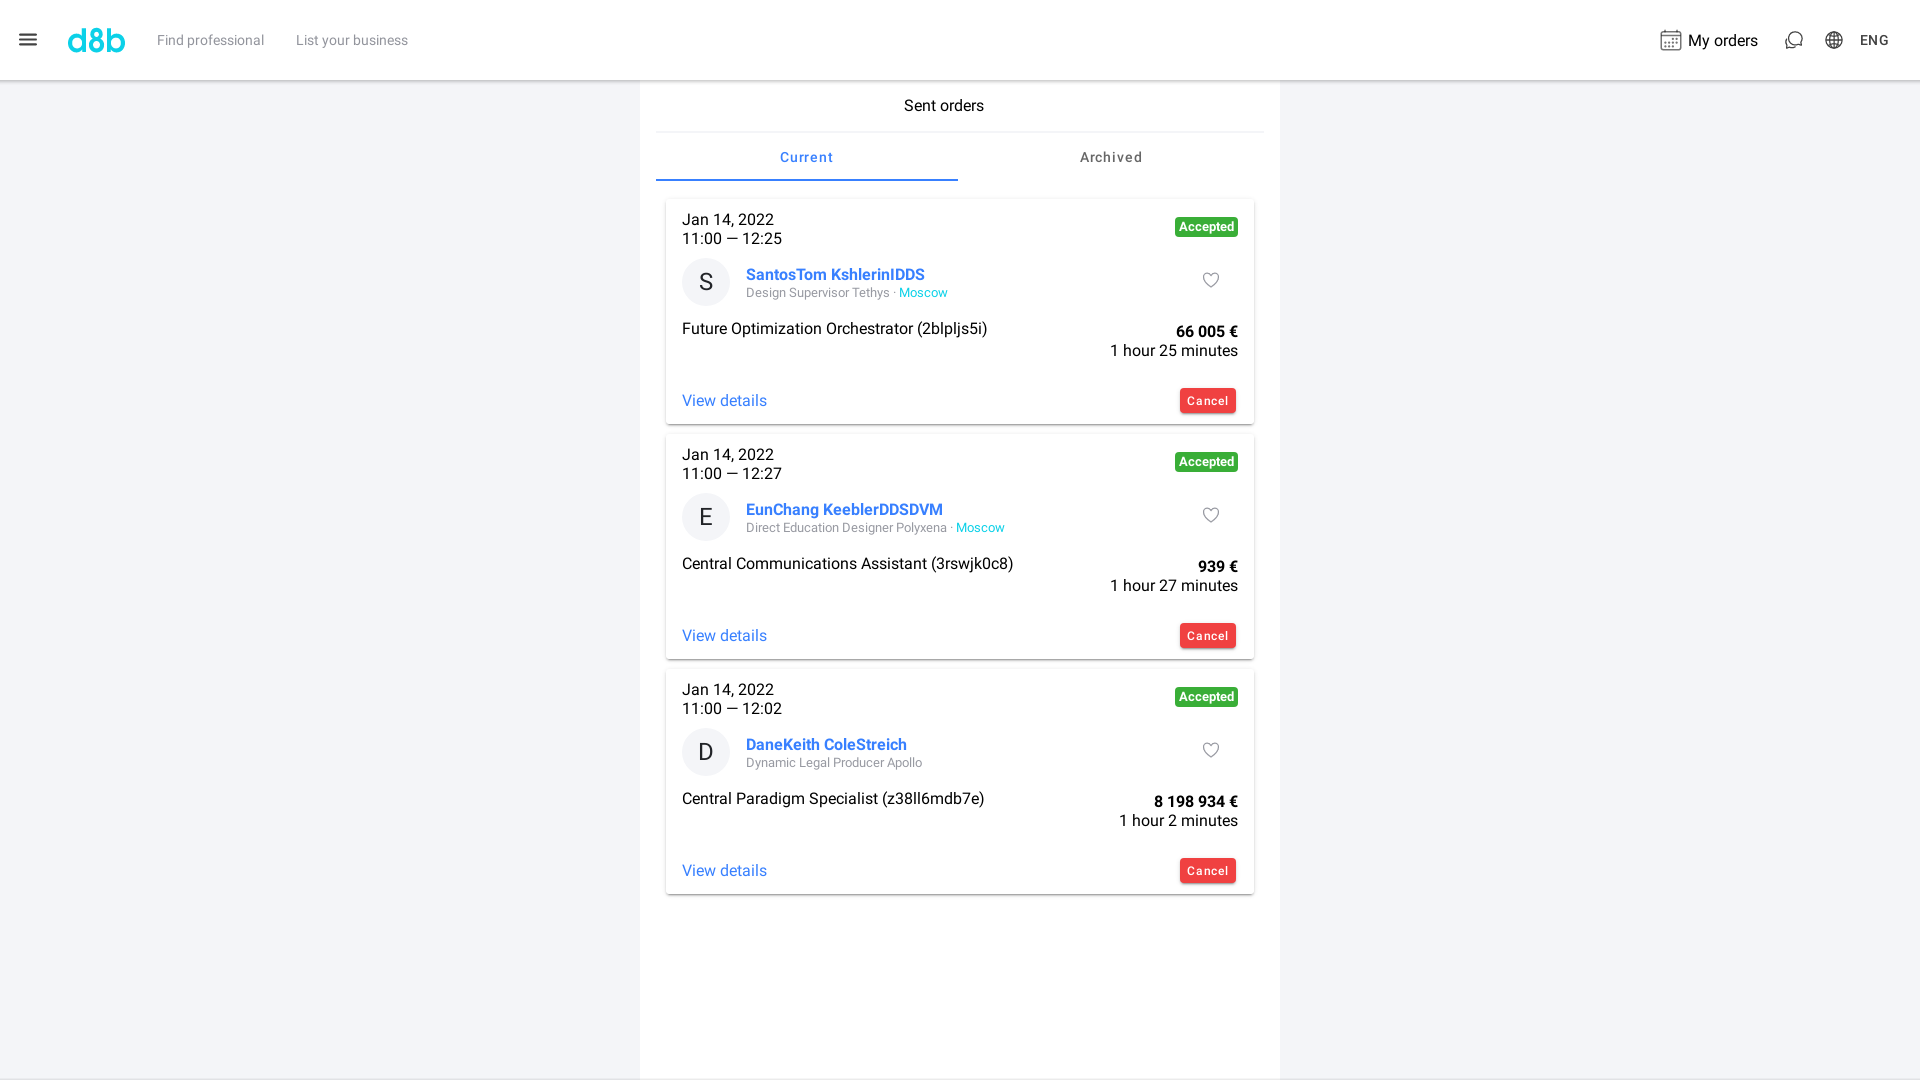 d8b
Find professional
List your business
My orders
ENG
Sent orders
Current
Archived
Jan 14, 2022
11:00 — 12:25
Accepted
S
SantosTom KshlerinIDDS
Design Supervisor Tethys · Moscow
Future Optimization Orchestrator (2blpljs5i)
66 005 €
1 hour 25 minutes
View details
Cancel
Jan 14, 2022
11:00 — 12:27
Accepted
E
EunChang KeeblerDDSDVM
Direct Education Designer Polyxena · Moscow
Central Communications Assistant (3rswjk0c8)
939 €
1 hour 27 minutes
View details
Cancel
Jan 14, 2022
11:00 — 12:02
Accepted
D
DaneKeith ColeStreich
Dynamic Legal Producer Apollo
Central Paradigm Specialist (z38ll6mdb7e)
8 198 934 €
1 hour 2 minutes
View details
Cancel